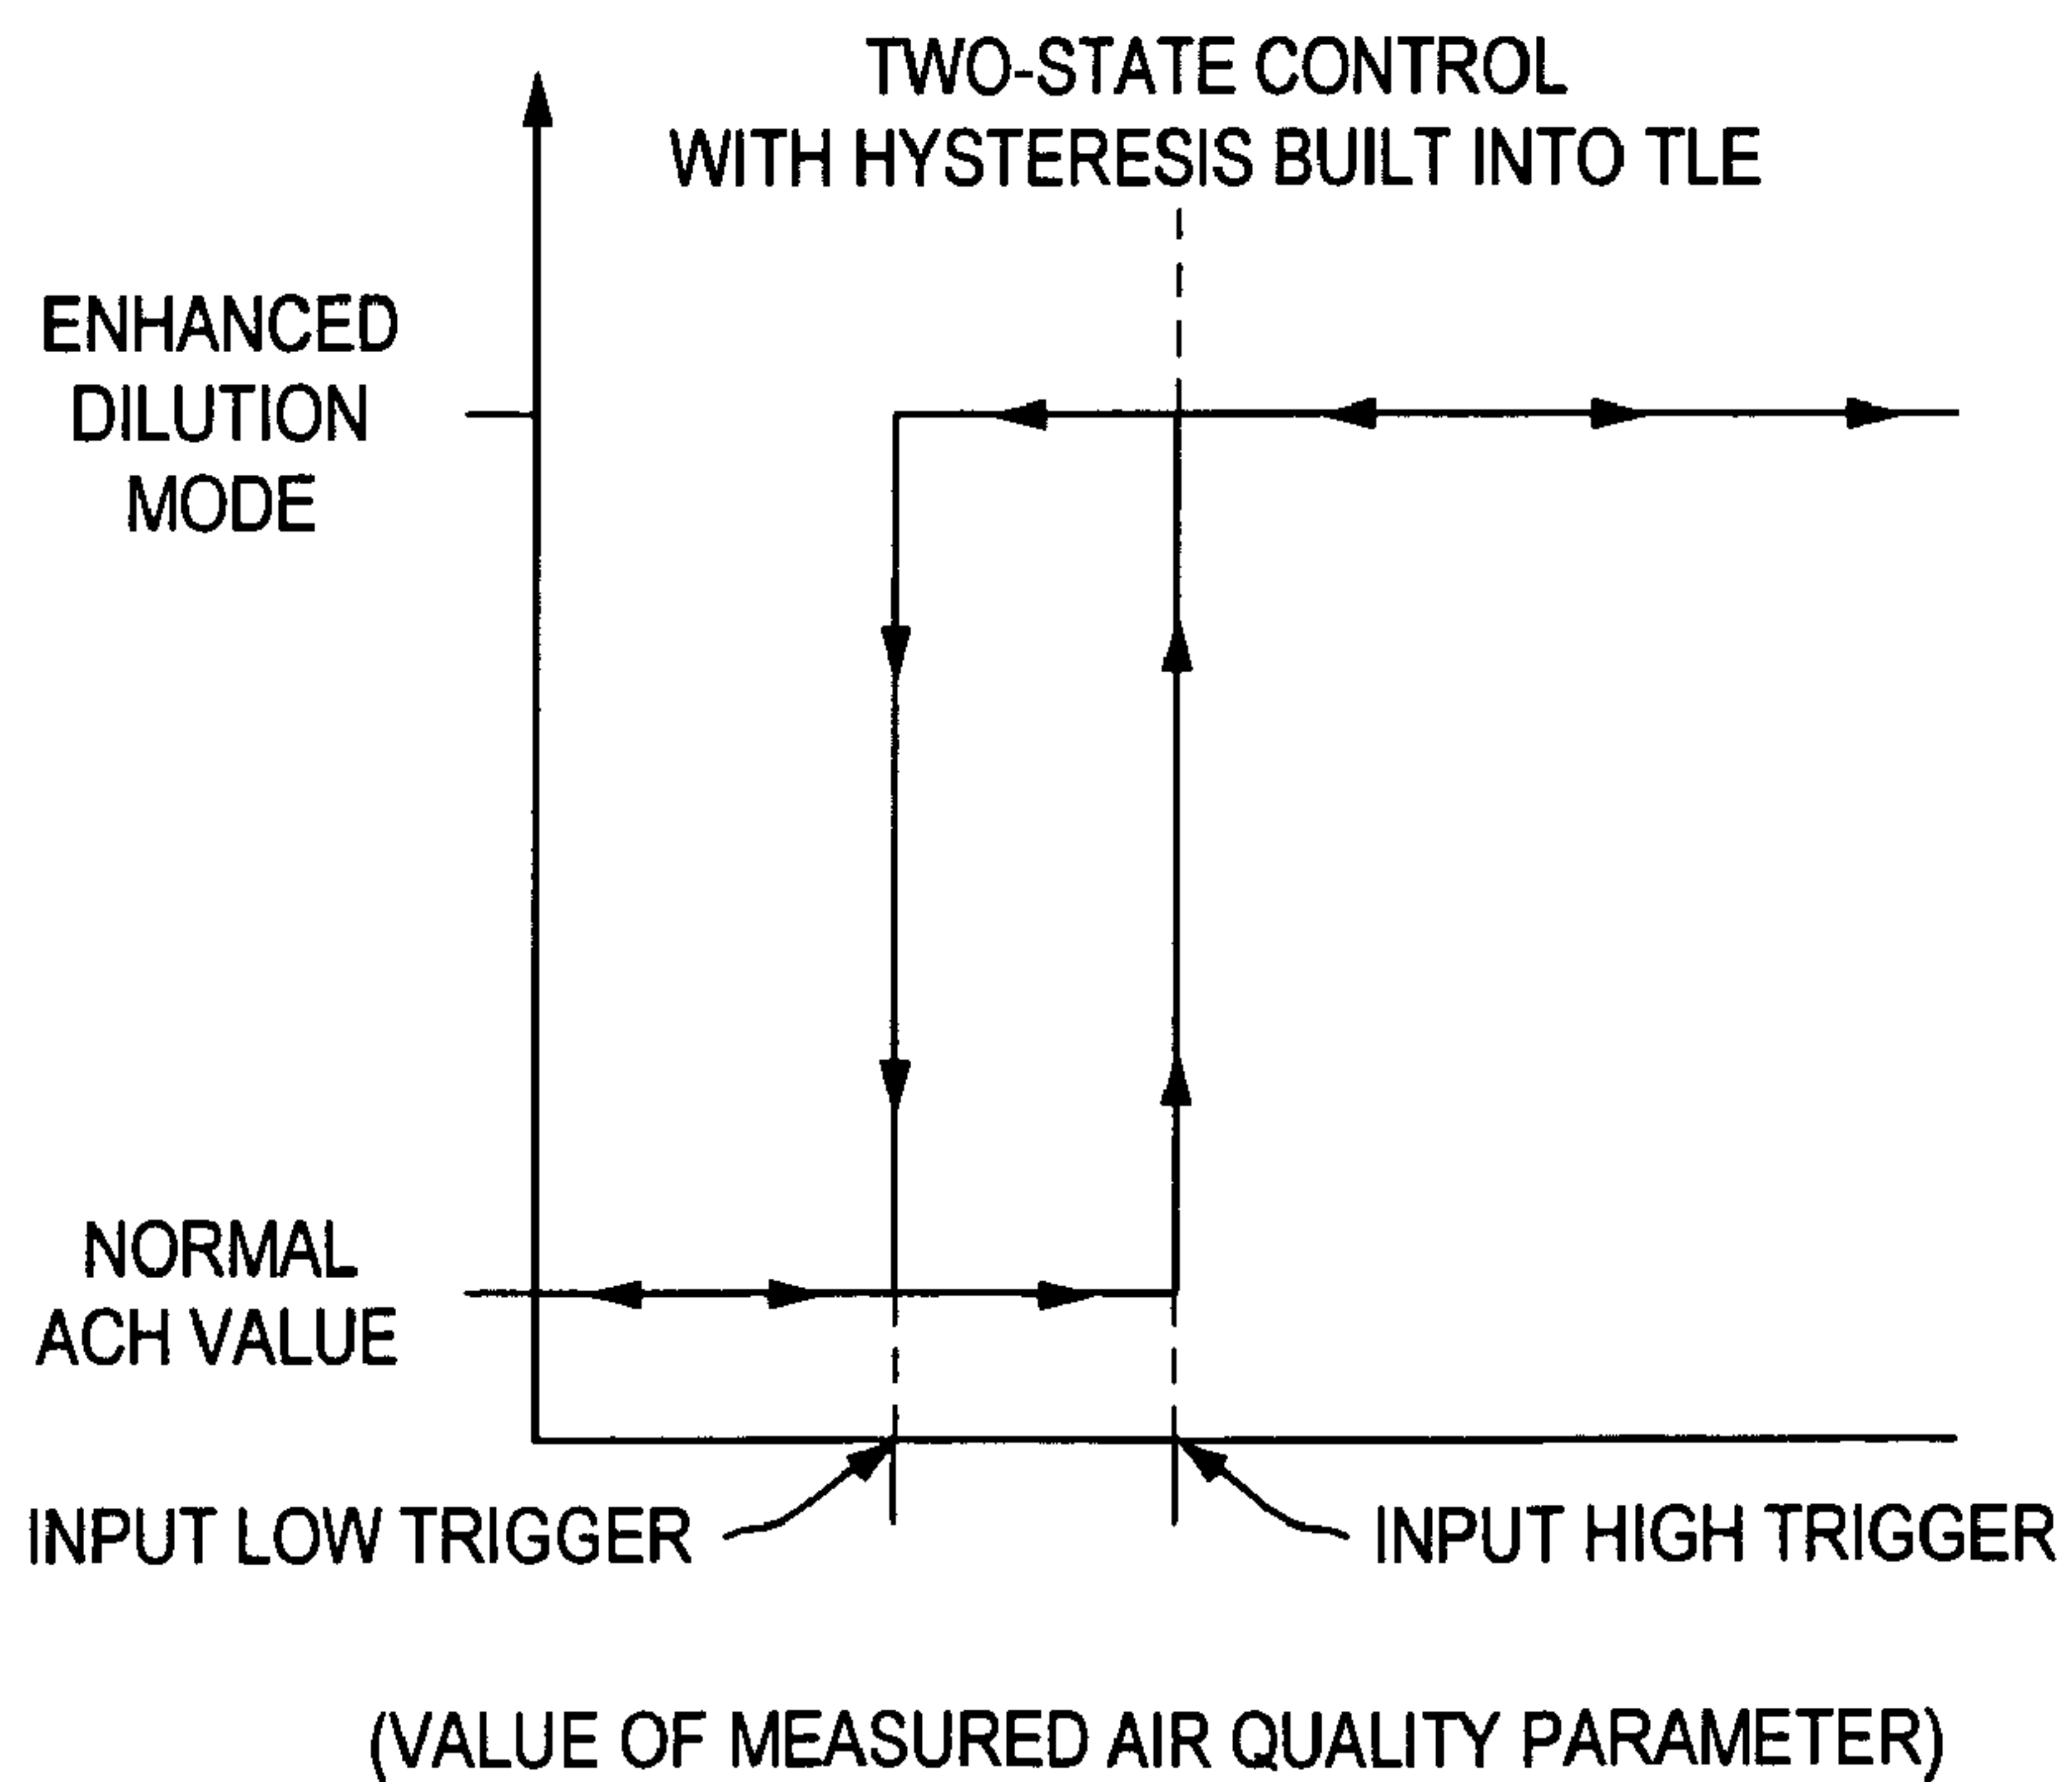 TWO-STATE CONTROL
WITH HYSTERESIS BUILT INTO TLE
ENHANCED
DILUTION
MODE
NORMAL
ACH VALUE
INPUT LOW TRIGGER
INPUT HIGH TRIGGER
(VALUE OF MEASURED AIR QUALITY PARAMETER)